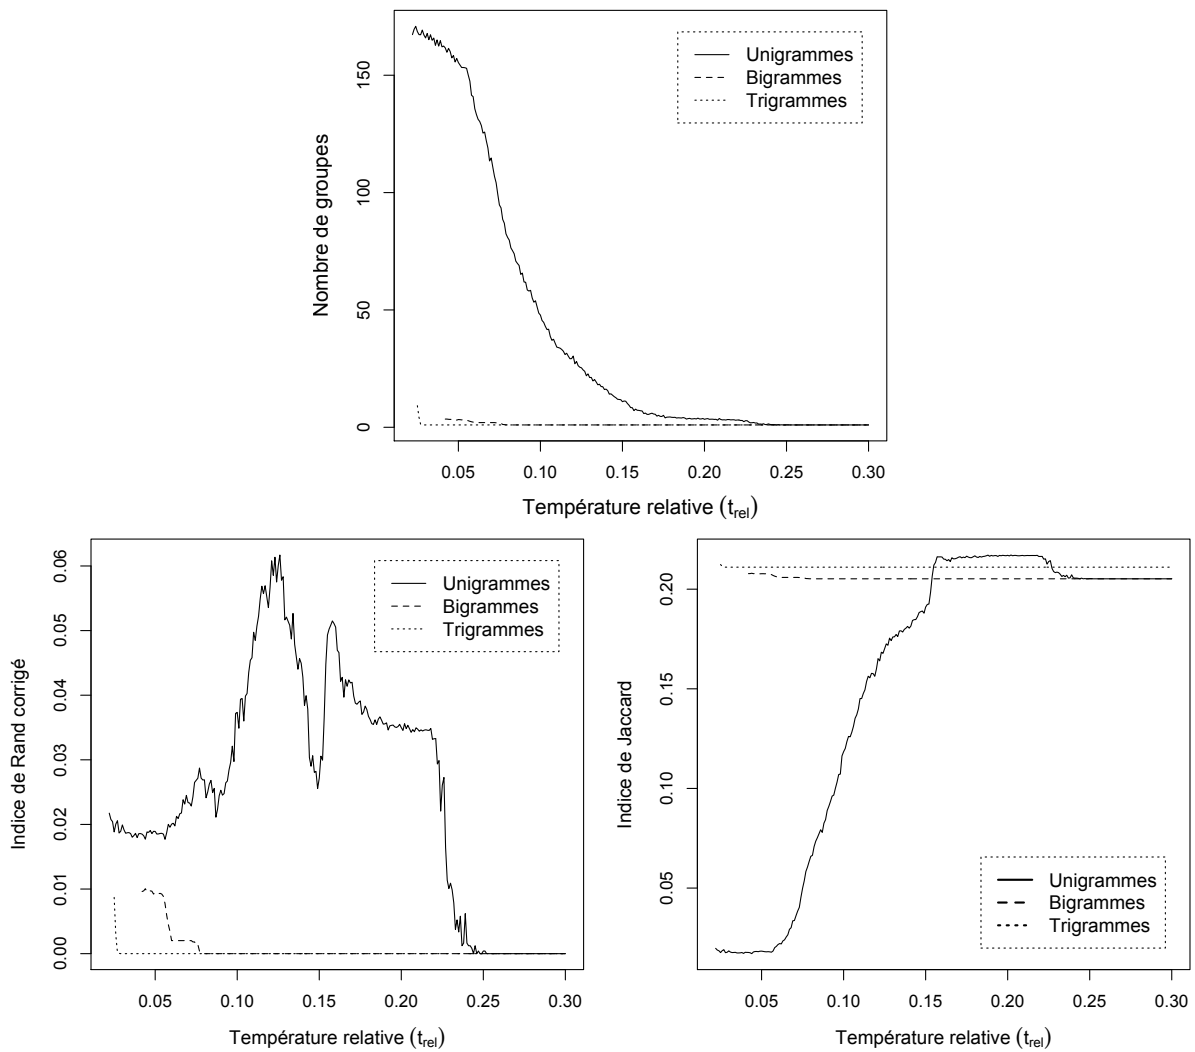 Nombre de groupes
150
100
50
0
Unigrammes
Bigrammes
Trigrammes
0.05 0.10 0.15 0.20 0.25 0.30
Température relative (trel)
Indice de Rand corrigé
0.06
0.05
0.04
0.03
0.02
0.01
0.00
Unigrammes
Bigrammes
Trigrammes
0.05 0.10 0.15 0.20 0.25 0.30
Température relative (trel)
Indice de Jaccard
0.20
0.15
0.10
0.05
Unigrammes
Bigrammes
Trigrammes
0.05 0.10 0.15 0.20 0.25 0.30
Température relative (trel)